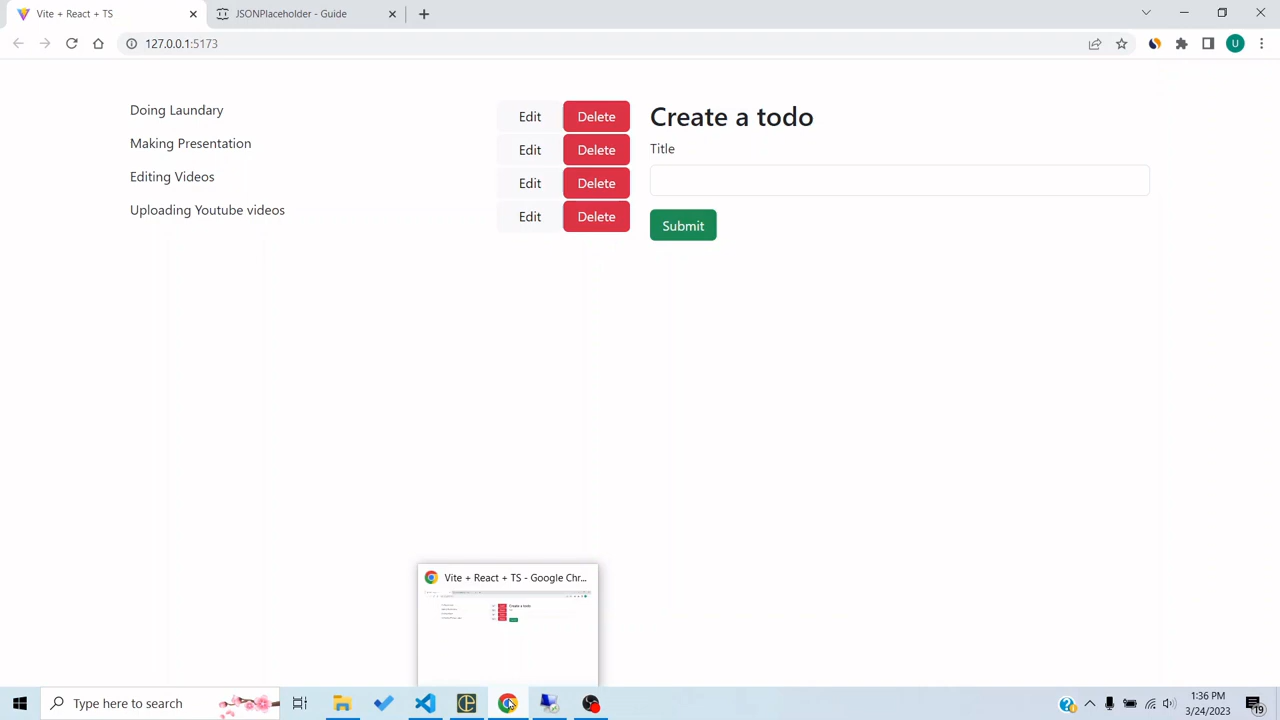 Vite + React + TS
JSONPlaceholder - Guide
127.0.0.1:5173
U
Doing Laundary
Edit
Delete
Making Presentation
Edit
Delete
Editing Videos
Edit
Delete
Uploading Youtube videos
Edit
Delete
Create a todo
Title
Submit
Vite + React + TS - Google Chr...
Type here to search
1:36 PM
3/24/2023
19